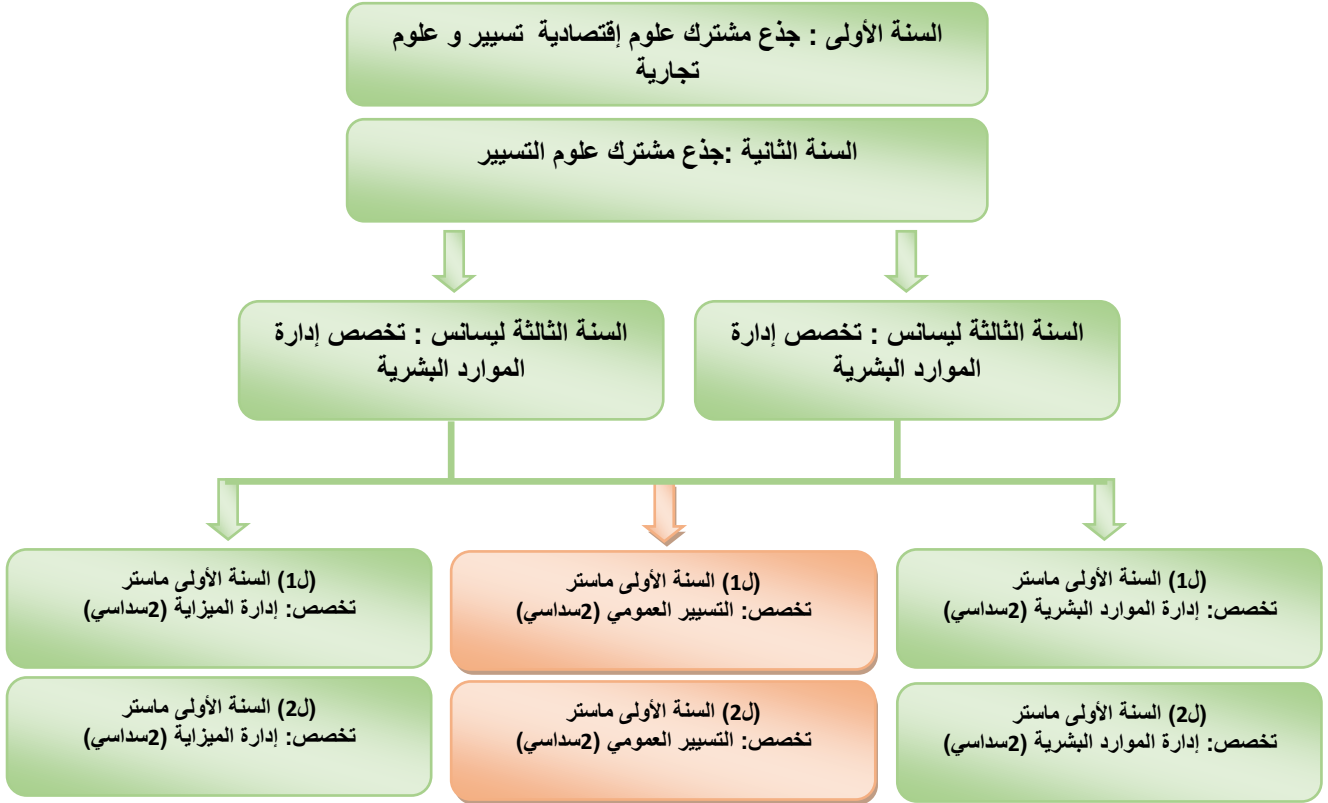 السنة الأولى : جذع مشترك علوم إقتصادية تسيير و علوم
تجارية
السنة الثانية :جذع مشترك علوم التسيير
السنة الثالثة ليسانس : تخصص إدارة
الموارد البشرية
السنة الثالثة ليسانس : تخصص إدارة
الموارد البشرية
(ل1) السنة الأولى ماستر
تخصص: إدارة الموارد البشرية (2سداسي)
(ل1) السنة الأولى ماستر
تخصص: التسيير العمومي (2سداسي)
(ل1) السنة الأولى ماستر
تخصص: إدارة الميزاية (2سداسي)
(ل2) السنة الأولى ماستر
تخصص: إدارة الموارد البشرية (2سداسي)
(ل2) السنة الأولى ماستر
تخصص: التسيير العمومي (2سداسي)
(ل2) السنة الأولى ماستر
تخصص: إدارة الميزاية (2سداسي)